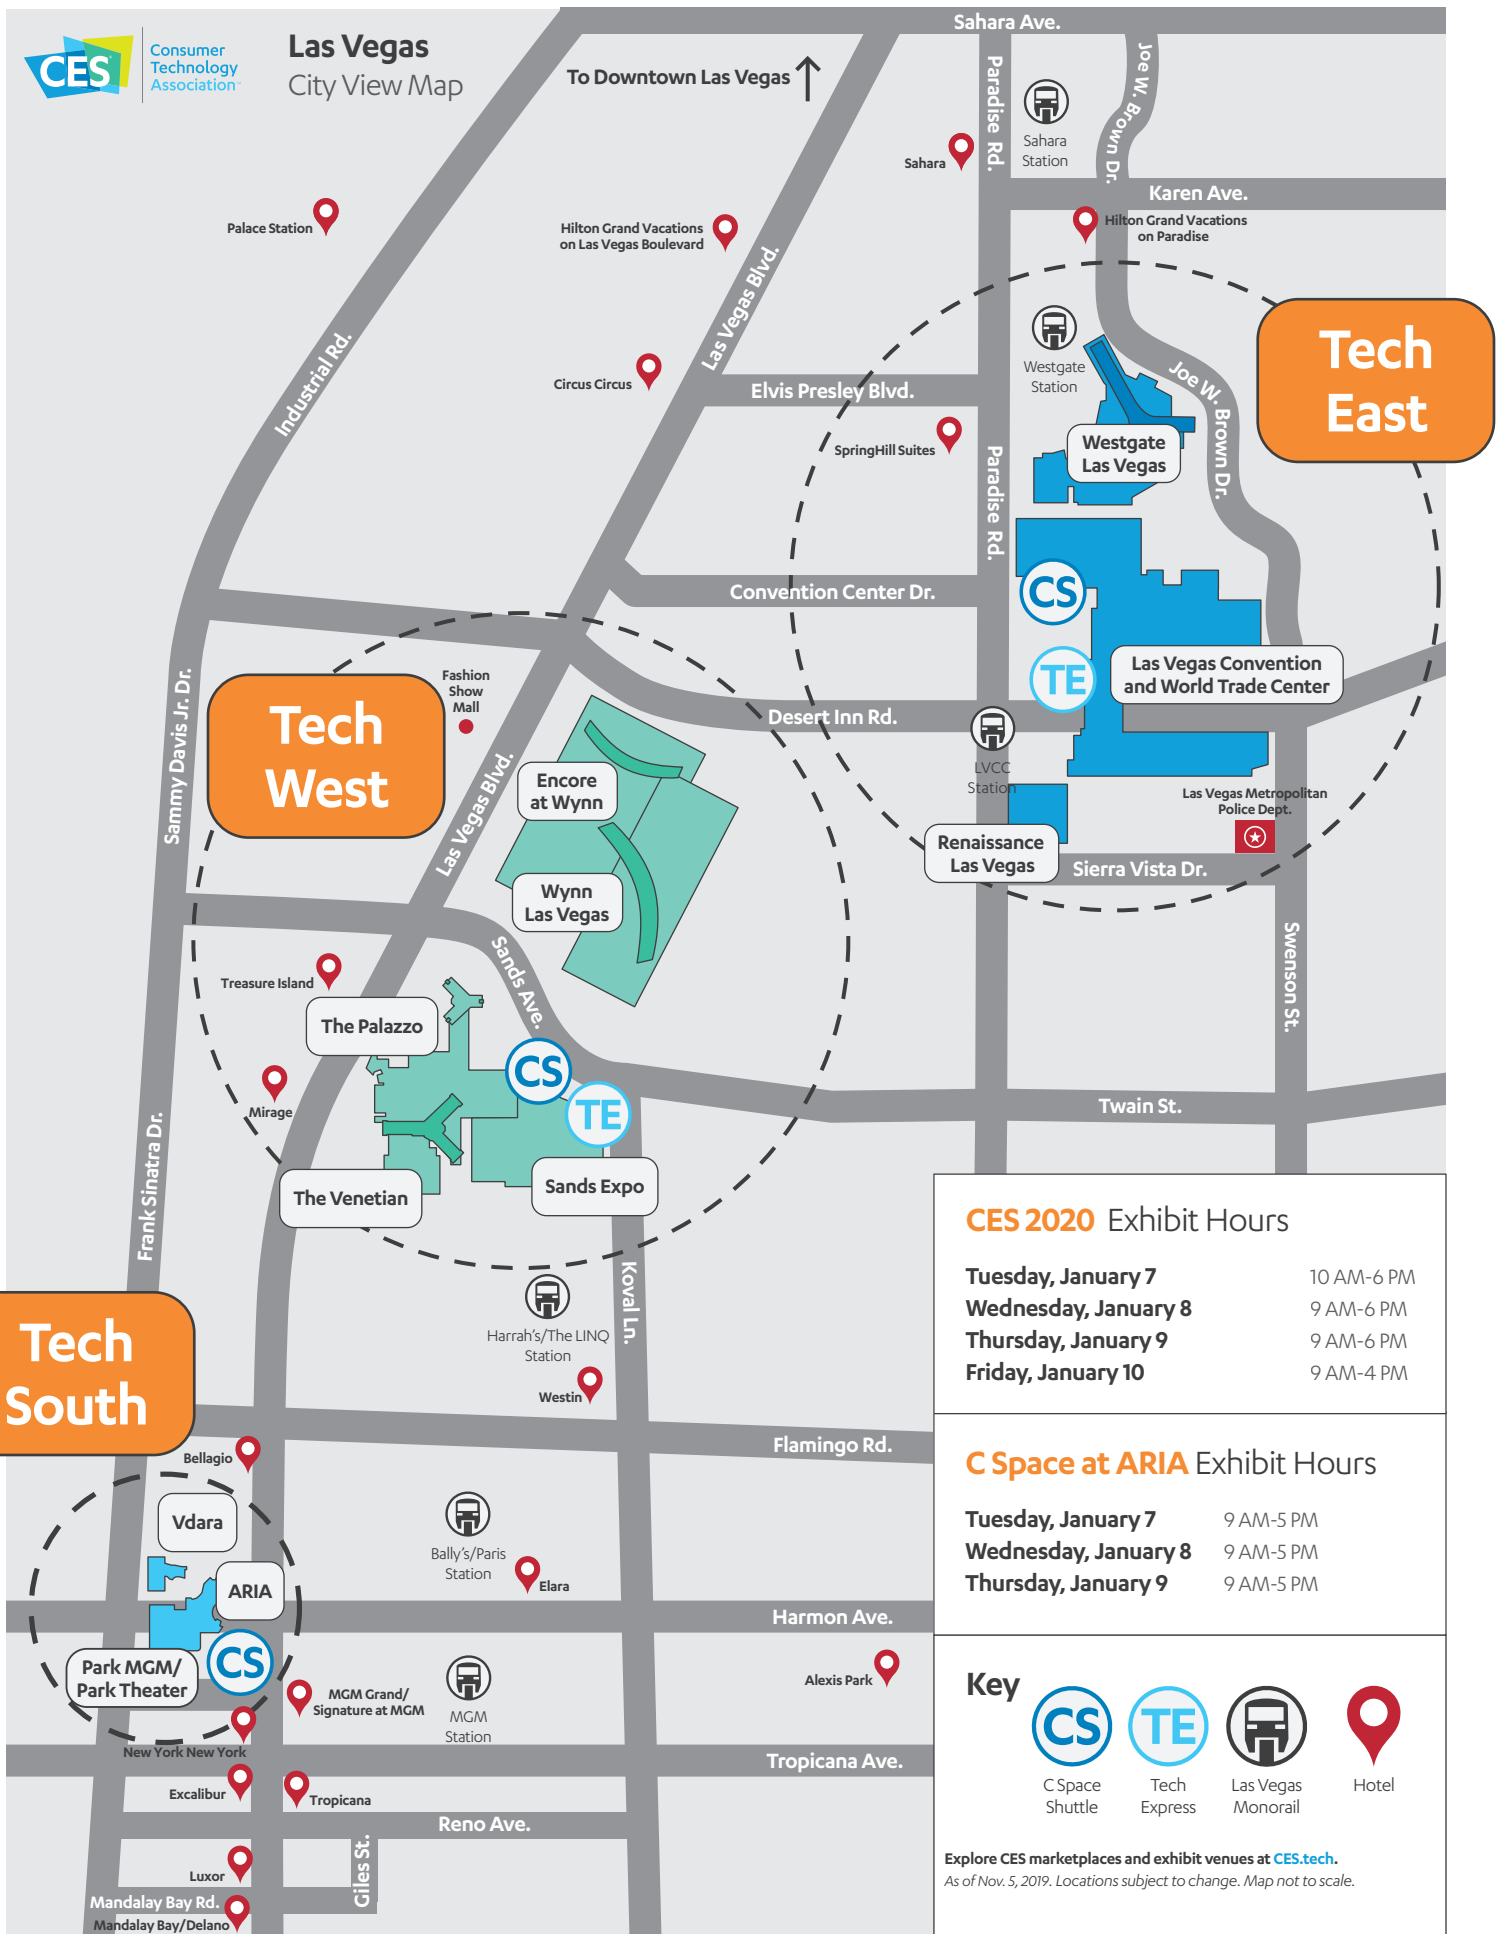 CES
Consumer
Technology
Association™
Las Vegas
City View Map
Sahara Ave.
To Downtown Las Vegas
Paradise Rd.
Joe W. Brown Dr.
Sahara
Station
Sahara
Karen Ave.
Palace Station
Hilton Grand Vacations
on Las Vegas Boulevard
Hilton Grand Vacations
on Paradise
Las Vegas Blvd.
Industrial Rd.
Tech
East
Westgate
Station
Circus Circus
Elvis Presley Blvd.
Joe W. Brown Dr.
SpringHill Suites
Westgate
Las Vegas
Paradise Rd.
Convention Center Dr.
CS
TE
Las Vegas Convention
and World Trade Center
Fashion
Show
Mall
Sammy Davis Jr. Dr.
Tech
West
Desert Inn Rd.
LVCC
Station
Encore
at Wynn
Las Vegas Blvd.
Las Vegas Metropolitan
Police Dept.
Renaissance
Las Vegas
Sierra Vista Dr.
Wynn
Las Vegas
Sands Ave.
Swenson St.
Treasure Island
The Palazzo
CS
TE
Mirage
Twain St.
Frank Sinatra Dr.
The Venetian
Sands Expo
Koval Ln.
Harrah's/The LINQ
Station
Tech
South
Westin
Flamingo Rd.
Bellagio
Vdara
Bally's/Paris
Station
Elara
ARIA
Harmon Ave.
CS
Park MGM/
Park Theater
Alexis Park
MGM Grand/
Signature at MGM
MGM
Station
New York New York
Tropicana Ave.
Excalibur
Tropicana
Reno Ave.
Giles St.
Luxor
Mandalay Bay Rd.
Mandalay Bay/Delano
CES 2020 Exhibit Hours
Tuesday, January 7 10 AM-6 PM
Wednesday, January 8 9 AM-6 PM
Thursday, January 9 9 AM-6 PM
Friday, January 10 9 AM-4 PM
C Space at ARIA Exhibit Hours
Tuesday, January 7 9 AM-5 PM
Wednesday, January 8 9 AM-5 PM
Thursday, January 9 9 AM-5 PM
Key
CS
TE
C Space
Shuttle
Tech
Express
Las Vegas
Monorail
Hotel
Explore CES marketplaces and exhibit venues at CES.tech.
As of Nov. 5, 2019. Locations subject to change. Map not to scale.